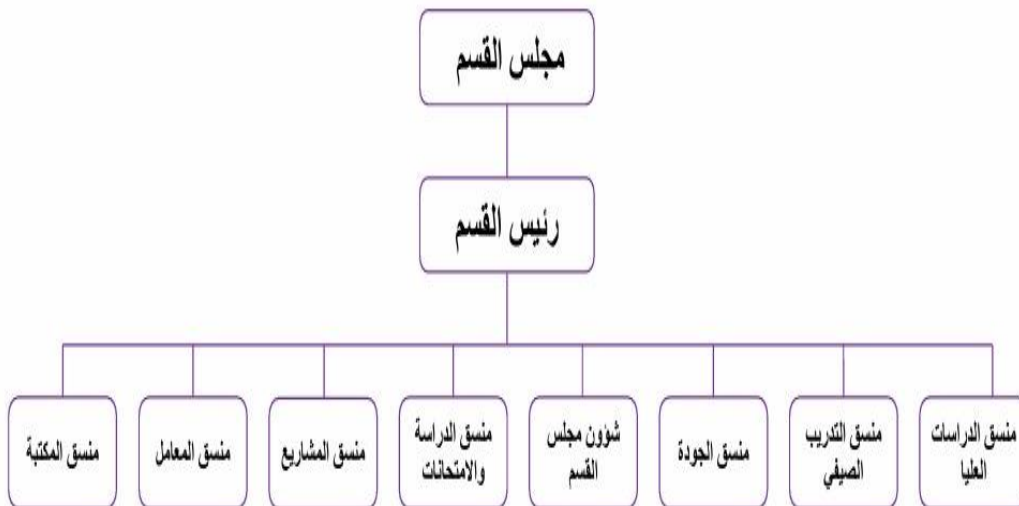 مجلس القسم
رئيس القسم
منسق الدراسات
العليا
منسق التدريب
الصيفي
منسق الجودة
شؤون مجلس
القسم
منسق الدراسة
والامتحانات
منسق المشاريع
منسق المعامل
منسق المكتبة